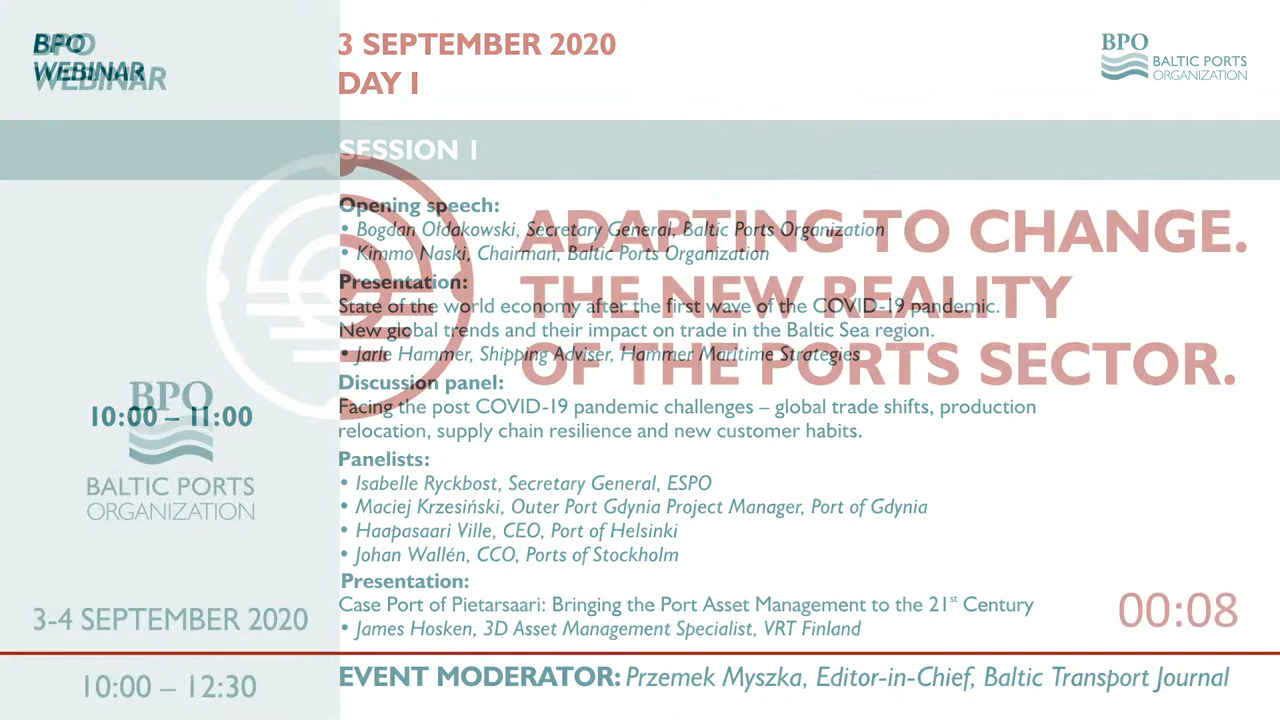 BPO
WEBINAR
BPO
WEBINAR
3 SEPTEMBER 2020
DAY I
BPO
BALTIC PORTS
ORGANIZATION
SESSION I
Opening speech:
• Bogdan Ołdakowski, Secretary General, Baltic Ports Organization
• Kimmo Naski, Chairman, Baltic Ports Organization
Presentation:
State of the world economy after the first wave of the COVID-19 pandemic.
New global trends and their impact on trade in the Baltic Sea region.
• Jarle Hammer, Shipping Adviser, Hammer Maritime Strategies
ADAPTING TO CHANGE.
THE NEW REALITY
OF THE PORTS SECTOR.
Discussion panel:
Facing the post COVID-19 pandemic challenges – global trade shifts, production
relocation, supply chain resilience and new customer habits.
Panelists:
• Isabelle Ryckbost, Secretary General, ESPO
• Maciej Krzesiński, Outer Port Gdynia Project Manager, Port of Gdynia
• Haapasaari Ville, CEO, Port of Helsinki
• Johan Wallén, CCO, Ports of Stockholm
Presentation:
Case Port of Pietarsaari: Bringing the Port Asset Management to the 21st Century
• James Hosken, 3D Asset Management Specialist, VRT Finland
BPO
10:00 – 11:00
BALTIC PORTS
ORGANIZATION
3-4 SEPTEMBER 2020
00:08
10:00 – 12:30
EVENT MODERATOR: Przemek Myszka, Editor-in-Chief, Baltic Transport Journal